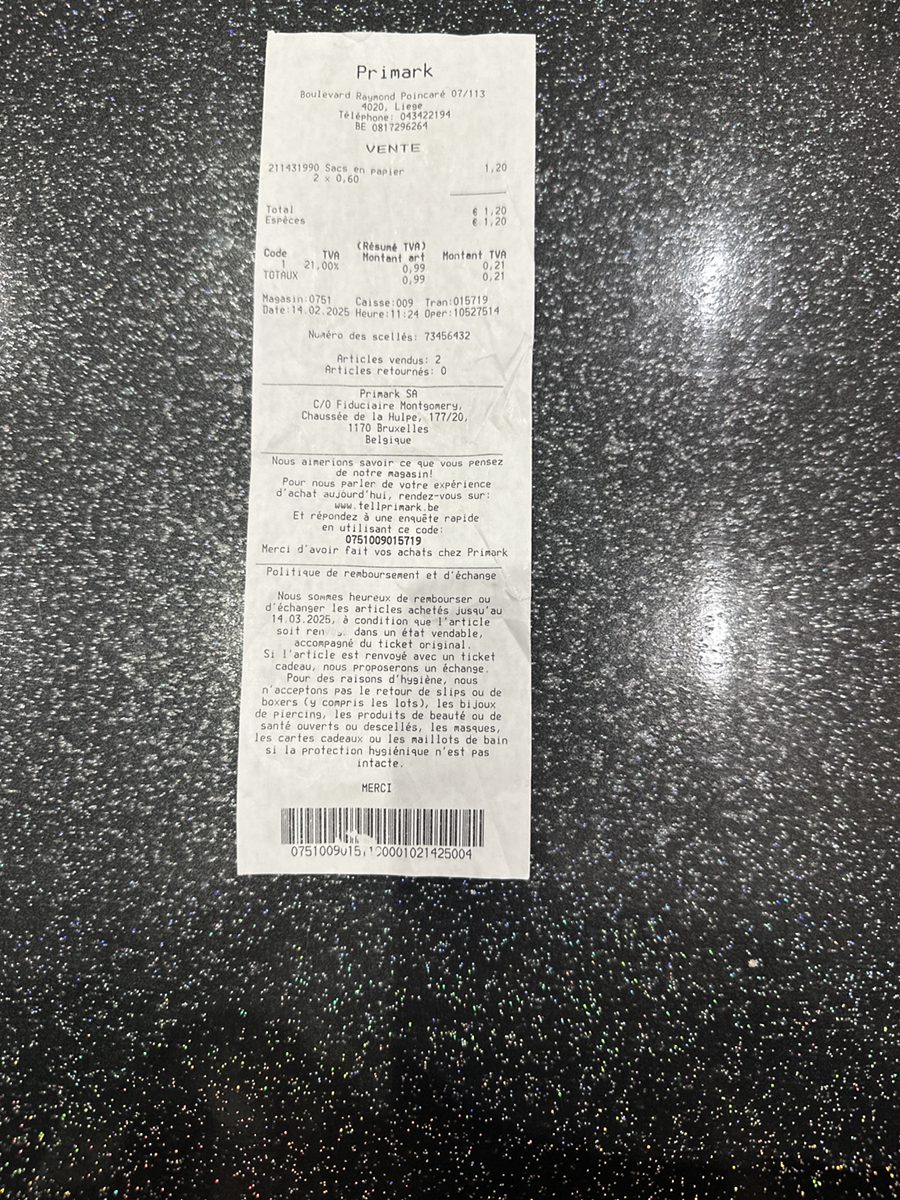 Primark
Boulevard Raymond Poincaré 07/113
4020, Liege
Téléphone: 043422194
BE 0817296264
VENTE
211431990 Sacs en papier 1,20
2 x 0,60
Total € 1,20
Espèces € 1,20
(Résumé TVA)
Code TVA Montant art Montant TVA
1 21,00% 0,99 0,21
TOTAUX 0,99 0,21
Magasin:0751 Caisse:009 Tran:015719
Date:14.02.2025 Heure:11:24 Oper:10527514
Numéro des scellés: 73456432
Articles vendus: 2
Articles retournés: 0
Primark SA
C/O Fiduciaire Montgomery,
Chaussée de la Hulpe, 177/20,
1170 Bruxelles
Belgique
Nous aimerions savoir ce que vous pensez
de notre magasin!
Pour nous parler de votre expérience
d'achat aujourd'hui, rendez-vous sur:
www.tellprimark.be
Et répondez à une enquête rapide
en utilisant ce code:
0751009015719
Merci d'avoir fait vos achats chez Primark
Politique de remboursement et d'échange
Nous sommes heureux de rembourser ou
d'échanger les articles achetés jusqu'au
14.03.2025, à condition que l'article
soit dans un état vendable,
accompagné du ticket original.
Si l'article est renvoyé avec un ticket
cadeau, nous proposerons un échange.
Pour des raisons d'hygiène, nous
n'acceptons pas le retour de slips ou de
boxers (y compris les lots), les bijoux
de piercing, les produits de beauté ou de
santé ouverts ou descellés, les masques,
les cartes cadeaux ou les maillots de bain
si la protection hygiénique n'est pas
intacte.
MERCI